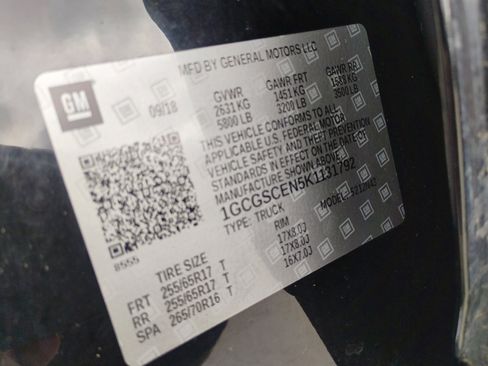 MFD BY GENERAL MOTORS LLC
GM
09/18
GVWR GAWR FRT GAWR RR
2631 KG 1451 KG 1588 KG
5800 LB 3200 LB 3500 LB
THIS VEHICLE CONFORMS TO ALL
APPLICABLE U.S. FEDERAL MOTOR
VEHICLE SAFETY AND THEFT PREVENTION
STANDARDS IN EFFECT ON THE DATE OF
MANUFACTURE SHOWN ABOVE.
1GCGSCEN5K1131792
TYPE: TRUCK MODEL:
8555
TIRE SIZE RIM
FRT 255/65R17 T 17X8.0J
RR 255/65R17 T 17X8.0J
SPA 265/70R16 T 16X7.0J